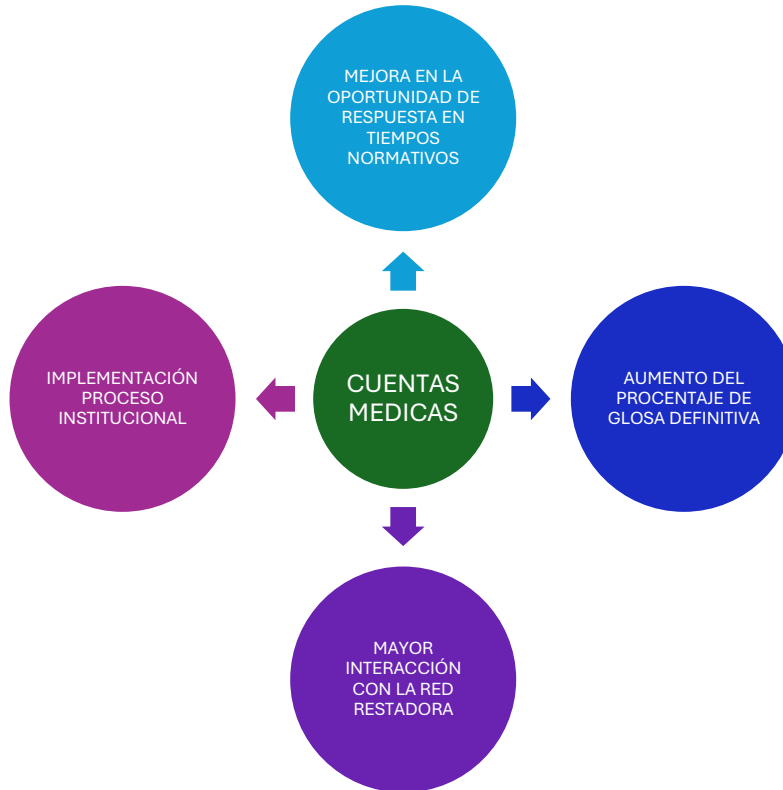 MEJORA EN LA
OPORTUNIDAD DE
RESPUESTA EN
TIEMPOS
NORMATIVOS
IMPLEMENTACIÓN
PROCESO
INSTITUCIONAL
CUENTAS
MEDICAS
AUMENTO DEL
PROCENTAJE DE
GLOSA DEFINITIVA
MAYOR
INTERACCIÓN
CON LA RED
RESTADORA